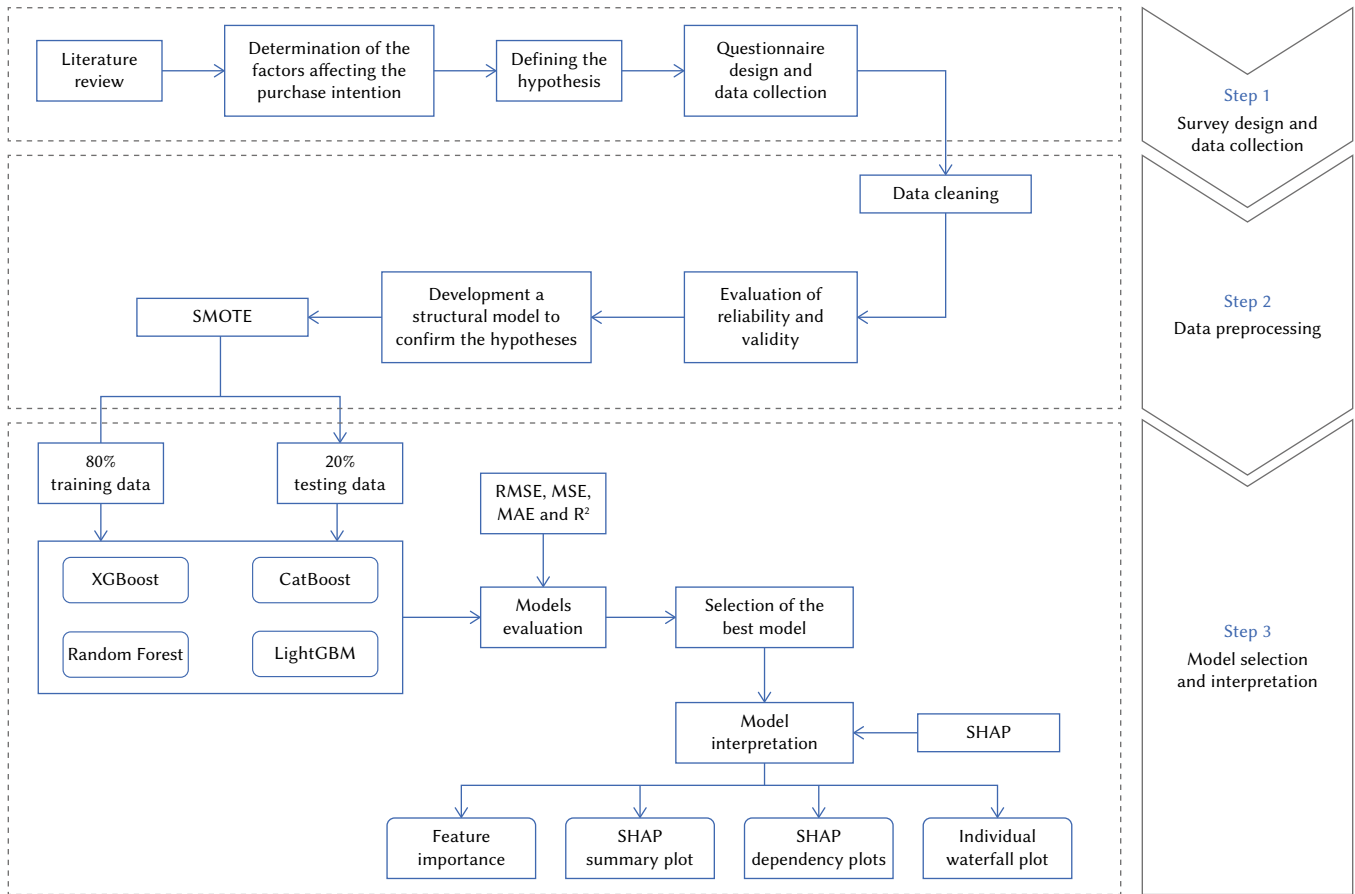 Literature
review
Determination of the
factors affecting the
purchase intention
Defining the
hypothesis
Questionnaire
design and
data collection
Step 1
Survey design and
data collection
Data cleaning
SMOTE
Development a
structural model to
confirm the hypotheses
Evaluation of
reliability and
validity
Step 2
Data preprocessing
80%
training data
20%
testing data
RMSE, MSE,
MAE and R²
XGBoost
CatBoost
Random Forest
LightGBM
Models
evaluation
Selection of the
best model
Step 3
Model selection
and interpretation
Model
interpretation
SHAP
Feature
importance
SHAP
summary plot
SHAP
dependency plots
Individual
waterfall plot